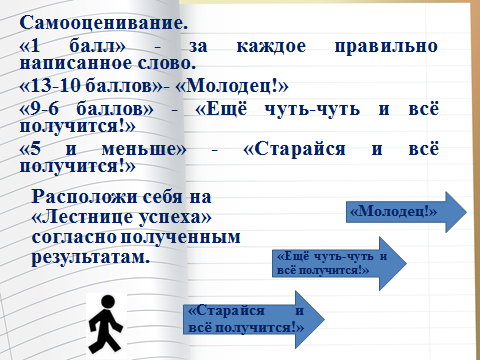 Самооценивание.
«1 балл» - за каждое правильно
написанное слово.
«13-10 баллов»- «Молодец!»
«9-6 баллов» - «Ещё чуть-чуть и всё
получится!»
«5 и меньше» - «Старайся и всё
получится!»
Расположи себя на
«Лестнице успеха»
согласно полученным
результатам.
«Молодец!»
«Ещё чуть-чуть и
всё получится!»
«Старайся и
всё получится!»